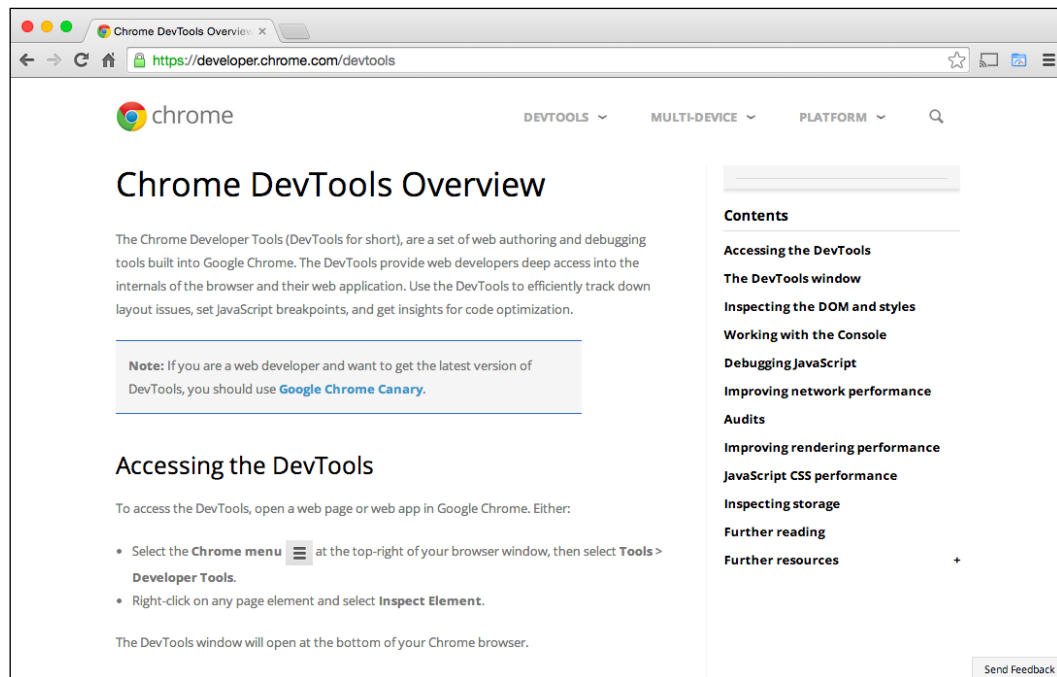 Chrome DevTools Overview
https://developer.chrome.com/devtools
chrome
DEVTOOLS
MULTI-DEVICE
PLATFORM
Chrome DevTools Overview
The Chrome Developer Tools (DevTools for short), are a set of web authoring and debugging
tools built into Google Chrome. The DevTools provide web developers deep access into the
internals of the browser and their web application. Use the DevTools to efficiently track down
layout issues, set JavaScript breakpoints, and get insights for code optimization.
Note: If you are a web developer and want to get the latest version of
DevTools, you should use Google Chrome Canary.
Accessing the DevTools
To access the DevTools, open a web page or web app in Google Chrome. Either:
• Select the Chrome menu at the top-right of your browser window, then select Tools >
Developer Tools.
• Right-click on any page element and select Inspect Element.
The DevTools window will open at the bottom of your Chrome browser.
Contents
Accessing the DevTools
The DevTools window
Inspecting the DOM and styles
Working with the Console
Debugging JavaScript
Improving network performance
Audits
Improving rendering performance
JavaScript CSS performance
Inspecting storage
Further reading
Further resources +
Send Feedback